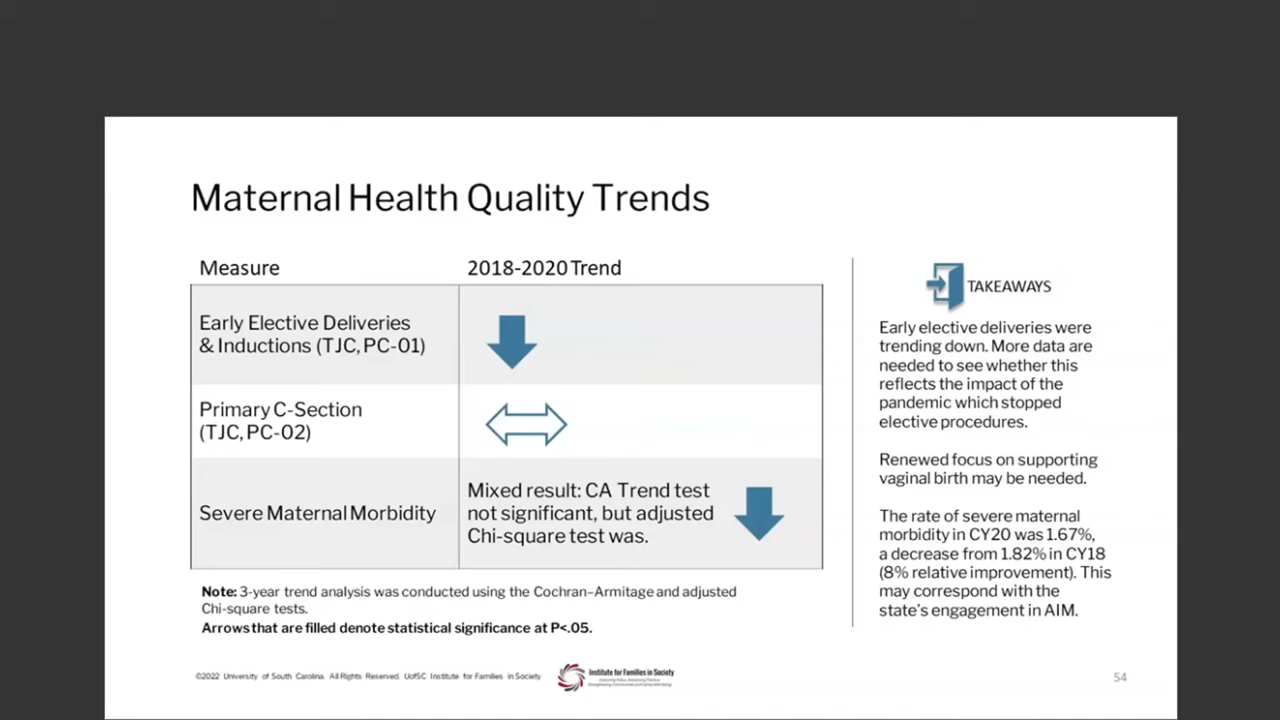 Maternal Health Quality Trends
Measure
2018-2020 Trend
Early Elective Deliveries
& Inductions (TJC, PC-01)
Primary C-Section
(TJC, PC-02)
Severe Maternal Morbidity
Mixed result: CA Trend test
not significant, but adjusted
Chi-square test was.
Note: 3-year trend analysis was conducted using the Cochran–Armitage and adjusted
Chi-square tests.
Arrows that are filled denote statistical significance at P<.05.
TAKEAWAYS
Early elective deliveries were
trending down. More data are
needed to see whether this
reflects the impact of the
pandemic which stopped
elective procedures.
Renewed focus on supporting
vaginal birth may be needed.
The rate of severe maternal
morbidity in CY20 was 1.67%,
a decrease from 1.82% in CY18
(8% relative improvement). This
may correspond with the
state's engagement in AIM.
©2022 University of South Carolina. All Rights Reserved. UofSC Institute for Families in Society
Institute for Families in Society
54